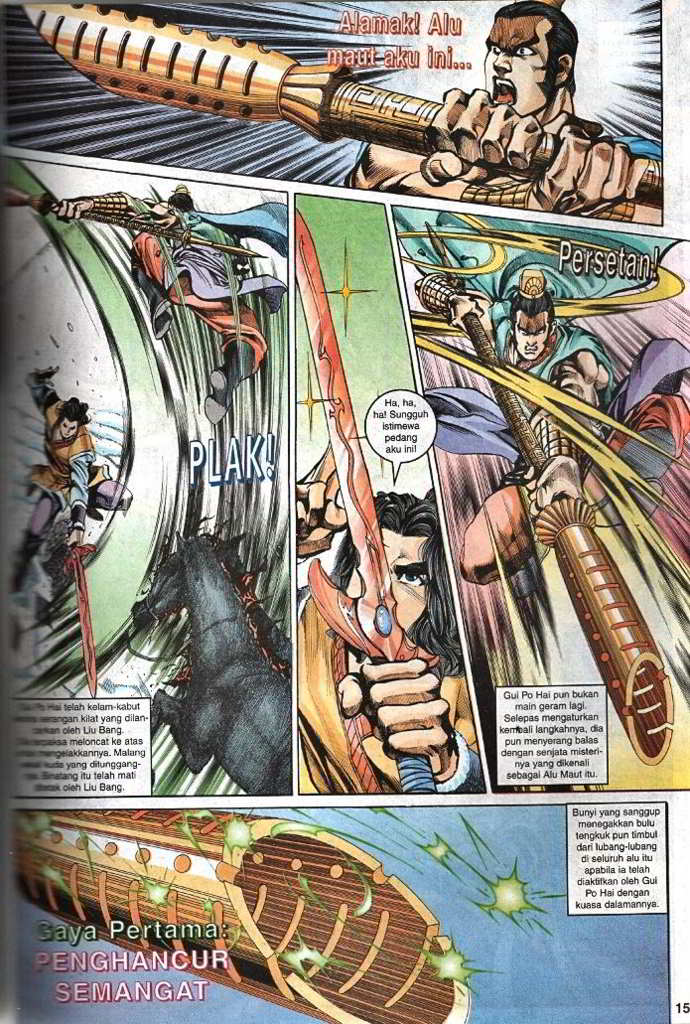 Alamak! Alu
maut aku ini...
PLAK!
Ha, ha,
ha! Sungguh
istimewa
pedang
aku ini!
Persetan!
Po Hai telah kelam-kabut
serangan kilat yang dilan-
oleh Liu Bang.
meloncat ke atas
mengelakkannya. Malang
kuda yang ditunggang-
Binatang itu telah mati
oleh Liu Bang.
Gui Po Hai pun bukan
main geram lagi.
Selepas mengaturkan
kembali langkahnya, dia
pun menyerang balas
dengan senjata misteri-
nya yang dikenali
sebagai Alu Maut itu.
Bunyi yang sanggup
menegakkan bulu
tengkuk pun timbul
dari lubang-lubang
di seluruh alu itu
apabila ia telah
diaktifkan oleh Gui
Po Hai dengan
kuasa dalamannya.
Gaya Pertama:
PENGHANCUR
SEMANGAT
15